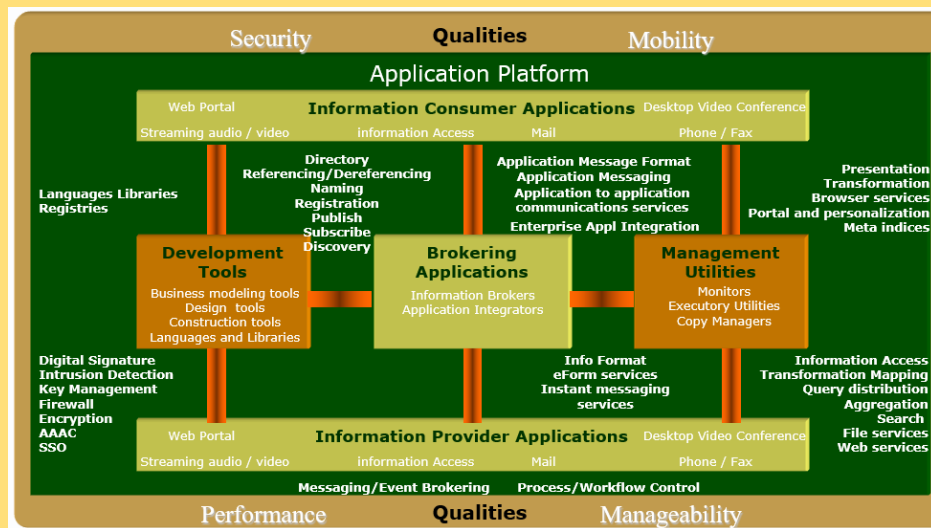 Security Qualities Mobility
Application Platform
Information Consumer Applications
Web Portal
Desktop Video Conference
Streaming audio / video
information Access
Mail
Phone / Fax
Languages Libraries
Registries
Directory
Referencing/Dereferencing
Naming
Registration
Publish
Subscribe
Discovery
Application Message Format
Application Messaging
Application to application
communications services
Enterprise Appl Integration
Presentation
Transformation
Browser services
Portal and personalization
Meta indices
Development
Tools
Business modeling tools
Design tools
Construction tools
Languages and Libraries
Brokering
Applications
Information Brokers
Application Integrators
Management
Utilities
Monitors
Executory Utilities
Copy Managers
Digital Signature
Intrusion Detection
Key Management
Firewall
Encryption
AAAC
SSO
Info Format
eForm services
Instant messaging
services
Information Access
Transformation Mapping
Query distribution
Aggregation
Search
File services
Web services
Web Portal
Information Provider Applications
Desktop Video Conference
Streaming audio / video
information Access
Mail
Phone / Fax
Messaging/Event Brokering
Process/Workflow Control
Performance Qualities Manageability